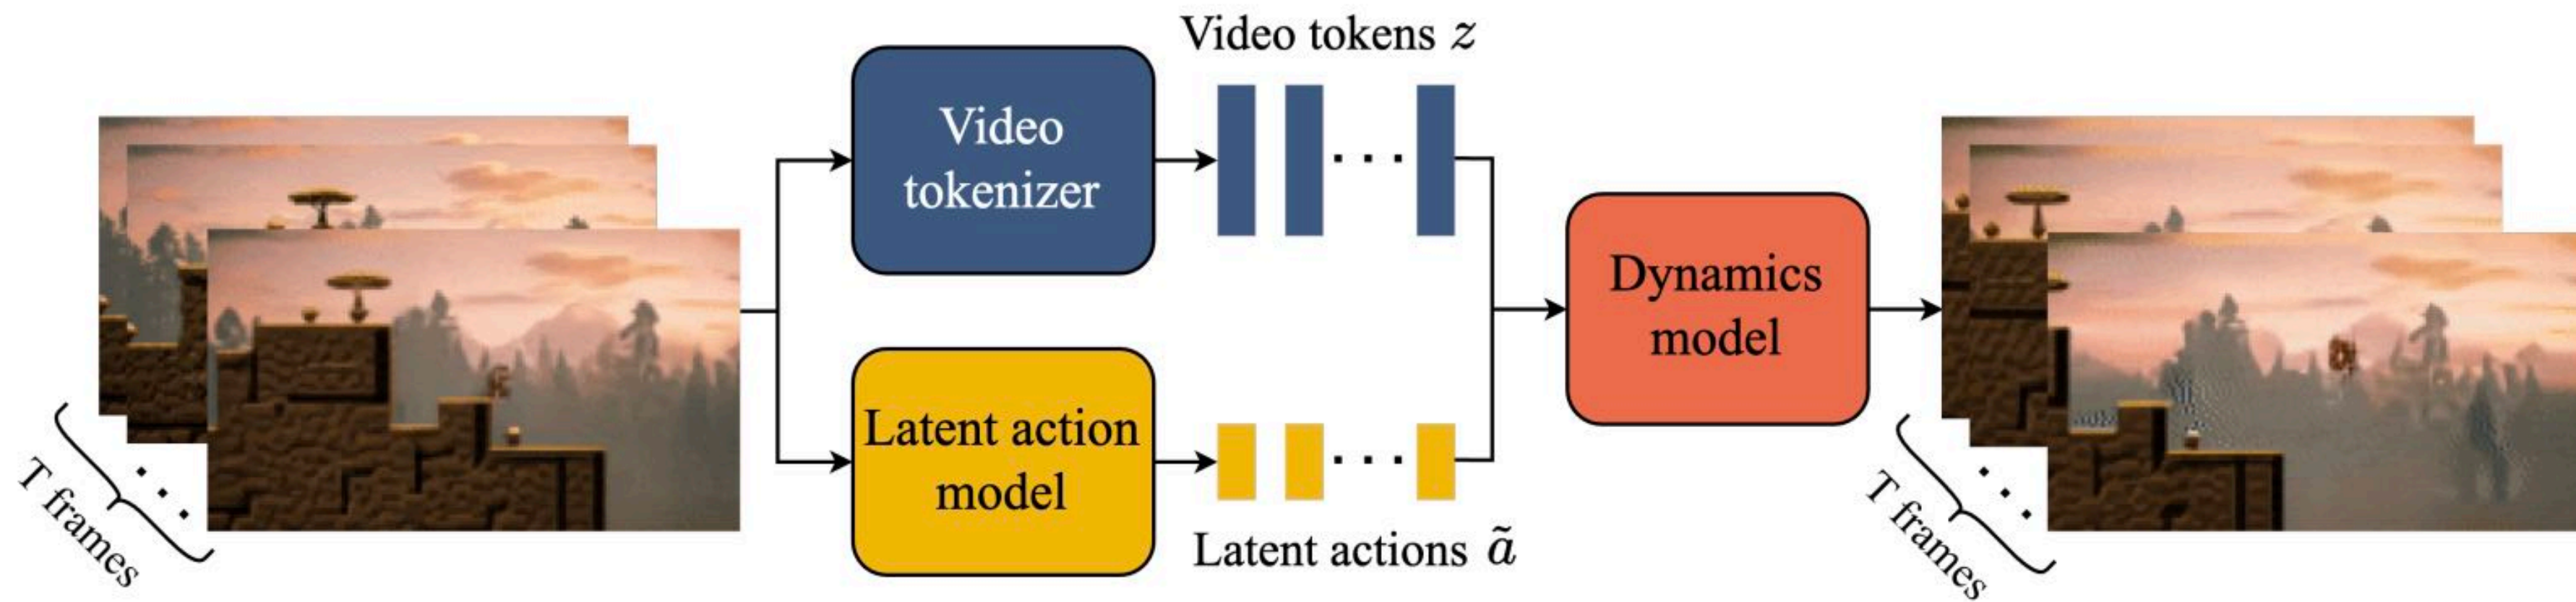 Video tokens z
Video
tokenizer
Dynamics
model
Latent action
model
Latent actions ã
T frames
T frames